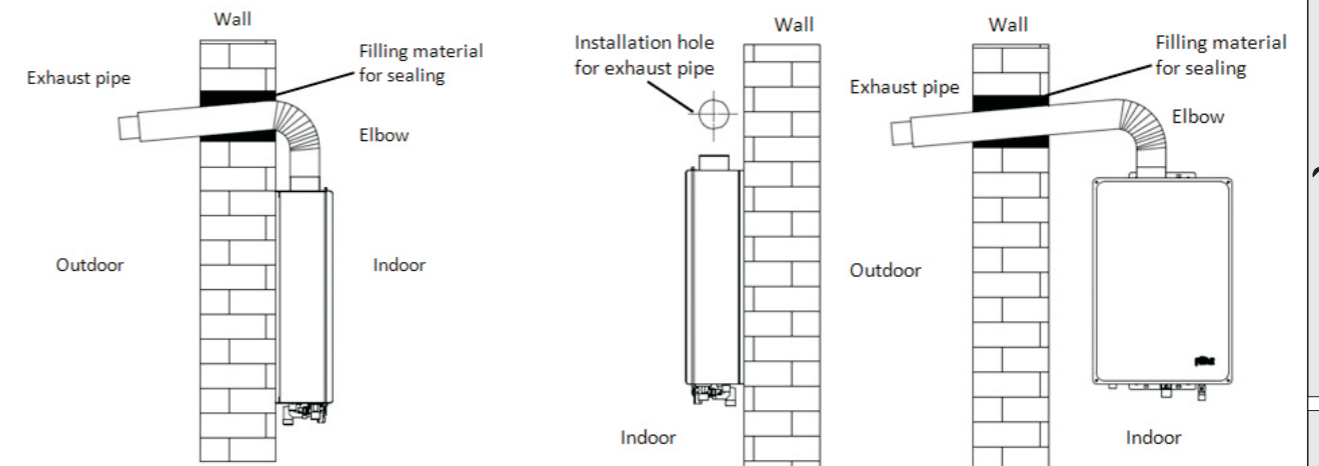 Wall
Filling material
for sealing
Exhaust pipe
Elbow
Outdoor
Indoor
Installation hole
for exhaust pipe
Wall
Indoor
Wall
Filling material
for sealing
Exhaust pipe
Elbow
Outdoor
Indoor